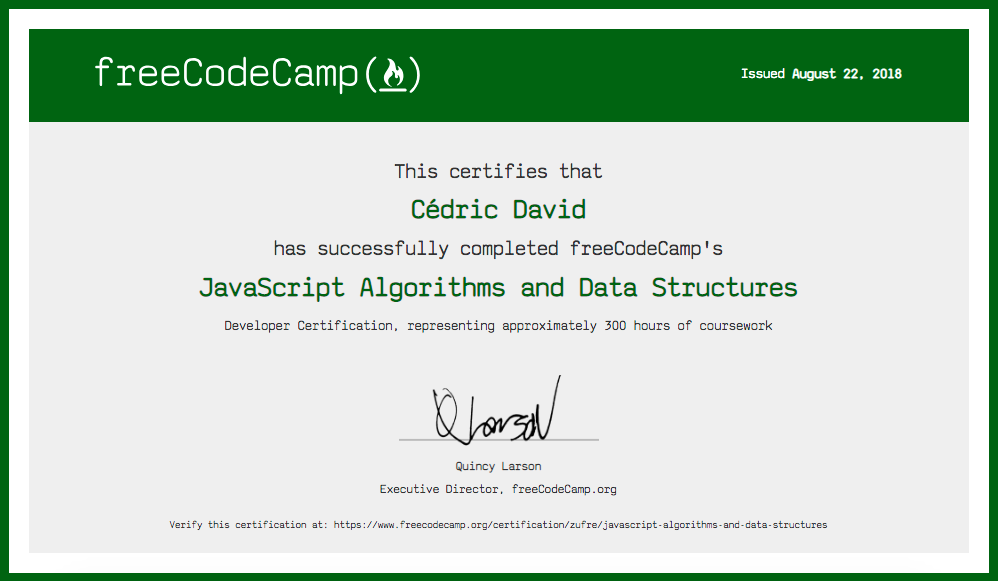 freeCodeCamp(🔥)
Issued August 22, 2018
This certifies that
Cédric David
has successfully completed freeCodeCamp's
JavaScript Algorithms and Data Structures
Developer Certification, representing approximately 300 hours of coursework
QLarson
Quincy Larson
Executive Director, freeCodeCamp.org
Verify this certification at: https://www.freecodecamp.org/certification/zufre/javascript-algorithms-and-data-structures